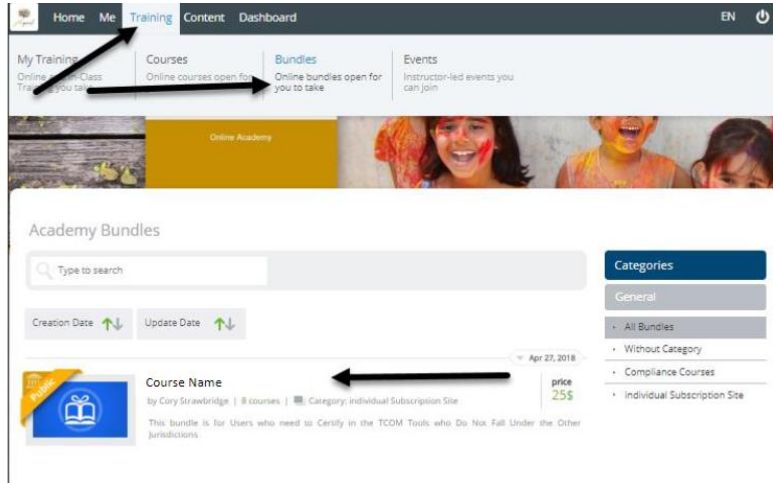 Home Me Training Content Dashboard EN
My Training Courses Bundles Events
Online courses open for Online bundles open for Instructor-led events you
you take you to take can join
Online Academy
Academy Bundles
Type to search
Categories
General
Creation Date Update Date
All Bundles
Without Category
Apr 27, 2018
Compliance Courses
Public
Course Name
price
Individual Subscription Site
by Cory Strawbridge | 8 courses | Category: Individual Subscription Site
25$
This bundle is for Users who need to Certify in the TCOM Tools who Do Not Fall Under the Other
Jurisdictions